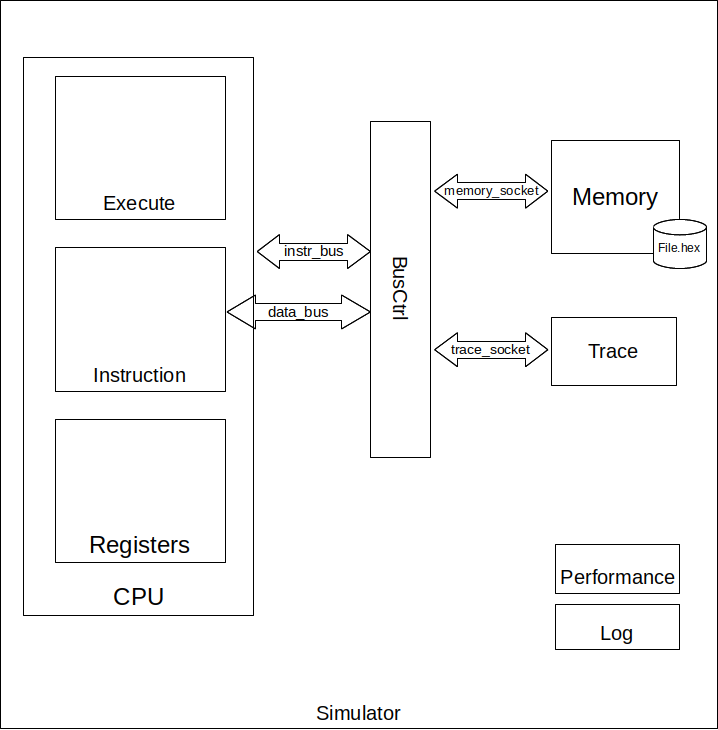 Execute
Instruction
Registers
CPU
instr_bus
data_bus
BusCtrl
memory_socket
trace_socket
Memory
File.hex
Trace
Performance
Log
Simulator